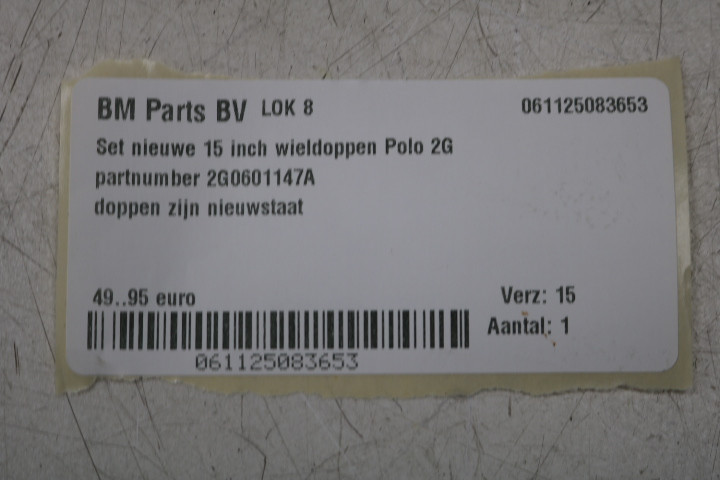 BM Parts BV LOK 8 061125083653
Set nieuwe 15 inch wieldoppen Polo 2G
partnumber 2G0601147A
doppen zijn nieuwstaat
49..95 euro Verz: 15
Aantal: 1
061125083653